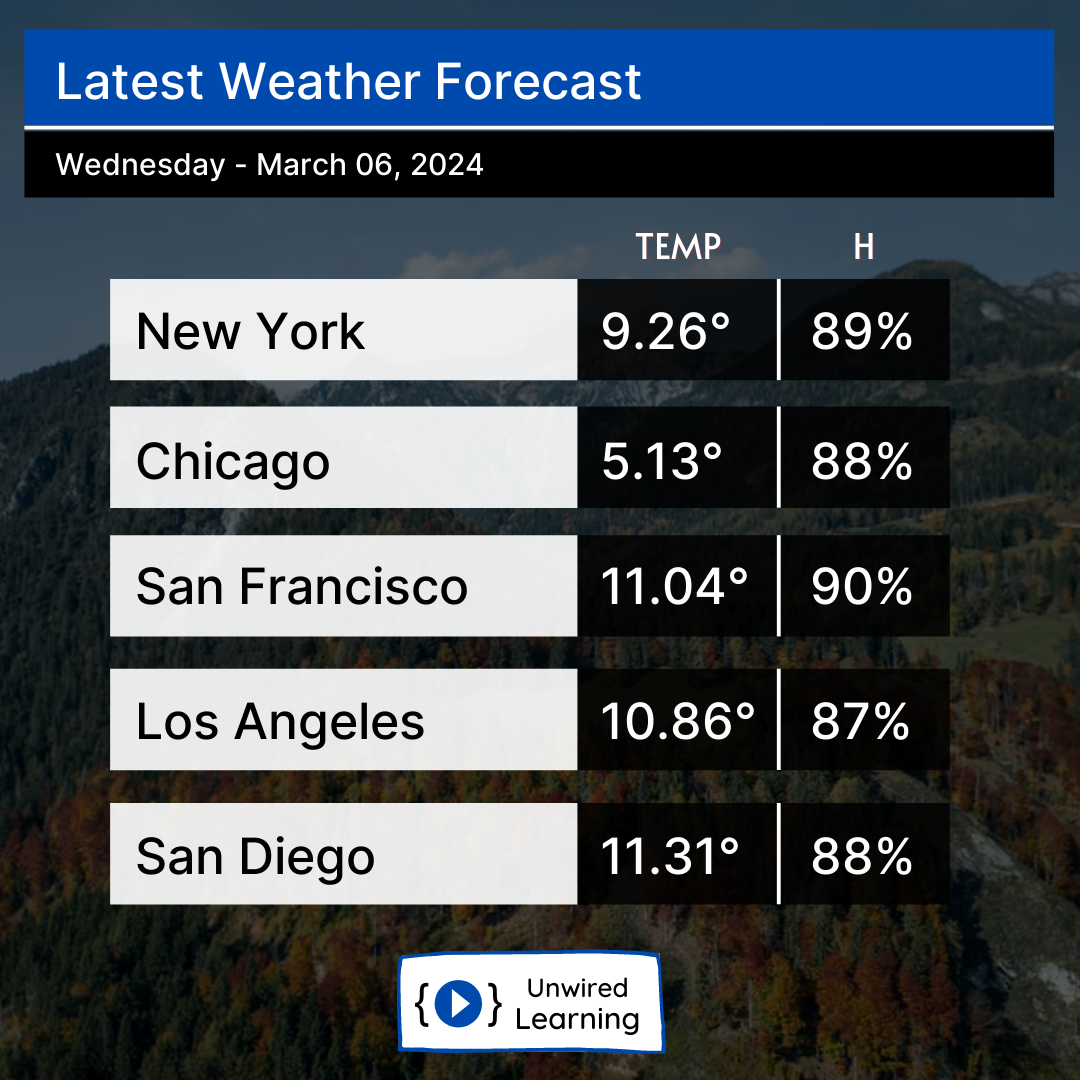 Latest Weather Forecast
Wednesday - March 06, 2024
TEMP H
New York 9.26° 89%
Chicago 5.13° 88%
San Francisco 11.04° 90%
Los Angeles 10.86° 87%
San Diego 11.31° 88%
{ } Unwired
Learning